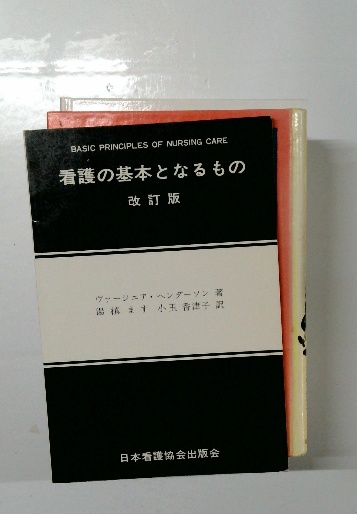 BASIC PRINCIPLES OF NURSING CARE
看護の基本となるもの
改訂版
ヴァージニア・ヘンダーソン 著
湯槇ます 小玉香津子 訳
日本看護協会出版会